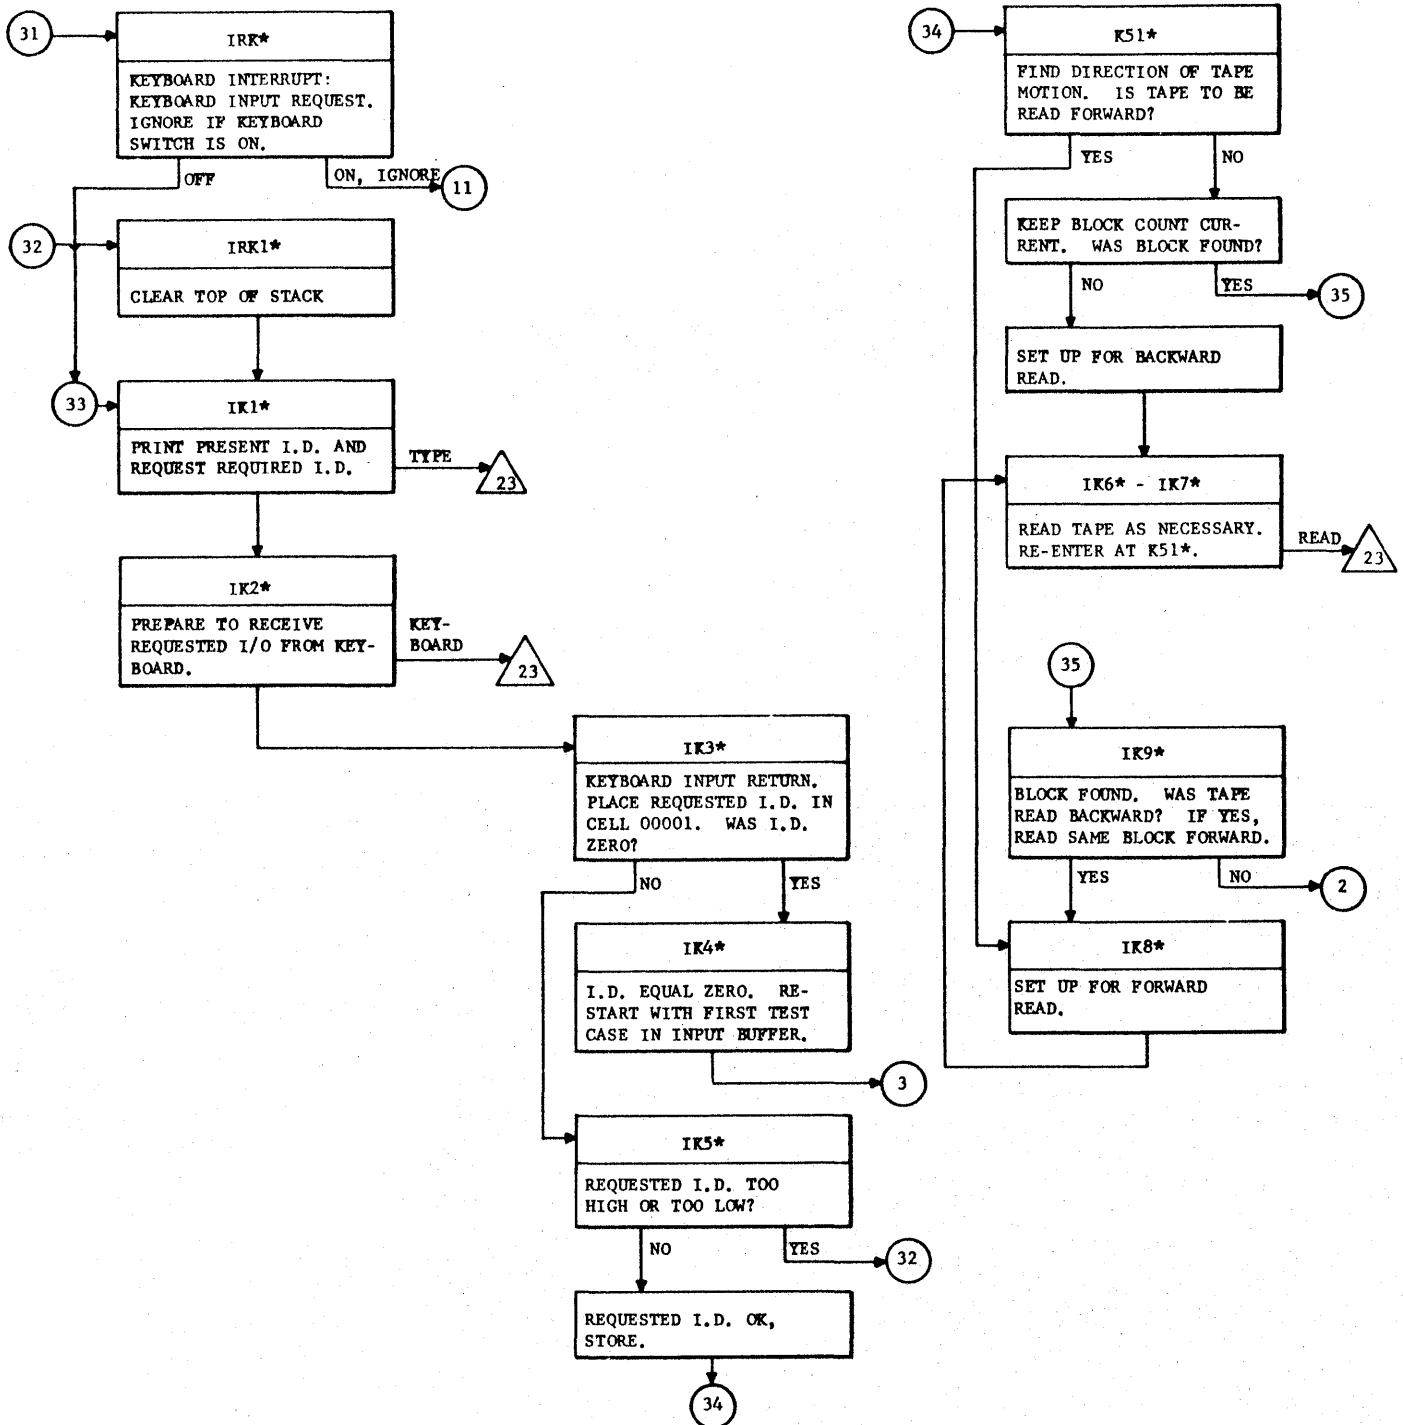 31
IRK*
KEYBOARD INTERRUPT:
KEYBOARD INPUT REQUEST.
IGNORE IF KEYBOARD
SWITCH IS ON.
OFF
ON, IGNORE
11
32
IRK1*
CLEAR TOP OF STACK
33
IK1*
PRINT PRESENT I.D. AND
REQUEST REQUIRED I.D.
TYPE
23
IK2*
PREPARE TO RECEIVE
REQUESTED I/O FROM KEY-
BOARD.
KEY-
BOARD
23
IK3*
KEYBOARD INPUT RETURN.
PLACE REQUESTED I.D. IN
CELL 00001. WAS I.D.
ZERO?
NO
YES
IK4*
I.D. EQUAL ZERO. RE-
START WITH FIRST TEST
CASE IN INPUT BUFFER.
3
IK5*
REQUESTED I.D. TOO
HIGH OR TOO LOW?
NO
YES
32
REQUESTED I.D. OK,
STORE.
34
34
K51*
FIND DIRECTION OF TAPE
MOTION. IS TAPE TO BE
READ FORWARD?
YES
NO
KEEP BLOCK COUNT CUR-
RENT. WAS BLOCK FOUND?
NO
YES
35
SET UP FOR BACKWARD
READ.
IK6* - IK7*
READ TAPE AS NECESSARY.
RE-ENTER AT K51*.
READ
23
35
IK9*
BLOCK FOUND. WAS TAPE
READ BACKWARD? IF YES,
READ SAME BLOCK FORWARD.
YES
NO
2
IK8*
SET UP FOR FORWARD
READ.